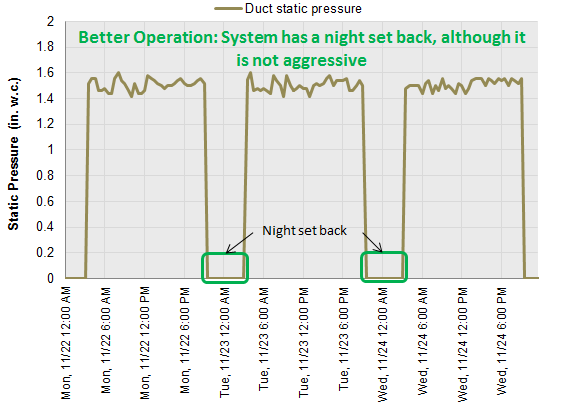 Duct static pressure
Better Operation: System has a night set back, although it
is not aggressive
Static Pressure (in. w.c.)
2
1.8
1.6
1.4
1.2
1
0.8
0.6
0.4
0.2
0
Night set back
Mon, 11/22 12:00 AM
Mon, 11/22 6:00 AM
Mon, 11/22 12:00 PM
Mon, 11/22 6:00 PM
Tue, 11/23 12:00 AM
Tue, 11/23 6:00 AM
Tue, 11/23 12:00 PM
Tue, 11/23 6:00 PM
Wed, 11/24 12:00 AM
Wed, 11/24 6:00 AM
Wed, 11/24 12:00 PM
Wed, 11/24 6:00 PM